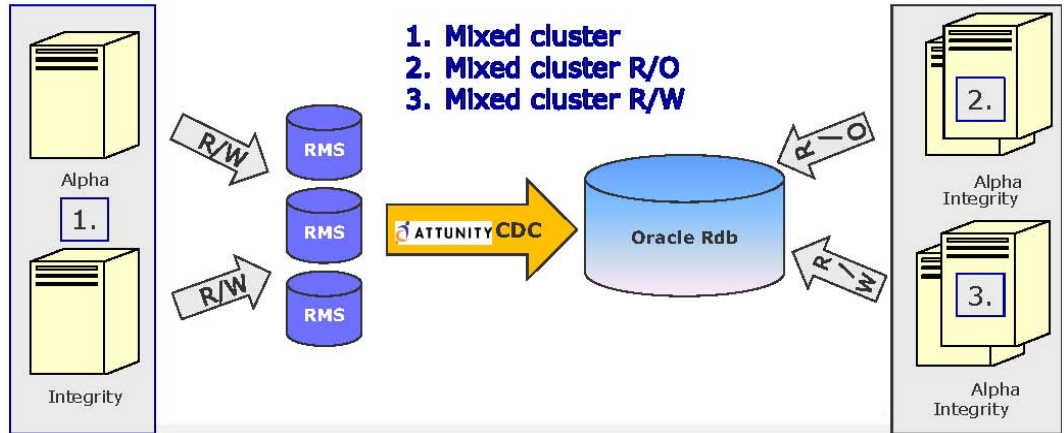 1. Mixed cluster
2. Mixed cluster R/O
3. Mixed cluster R/W
Alpha
1.
Integrity
R/W
R/W
RMS
RMS
RMS
ATTUNITY CDC
Oracle Rdb
R/O
R/W
2.
Alpha
Integrity
3.
Alpha
Integrity